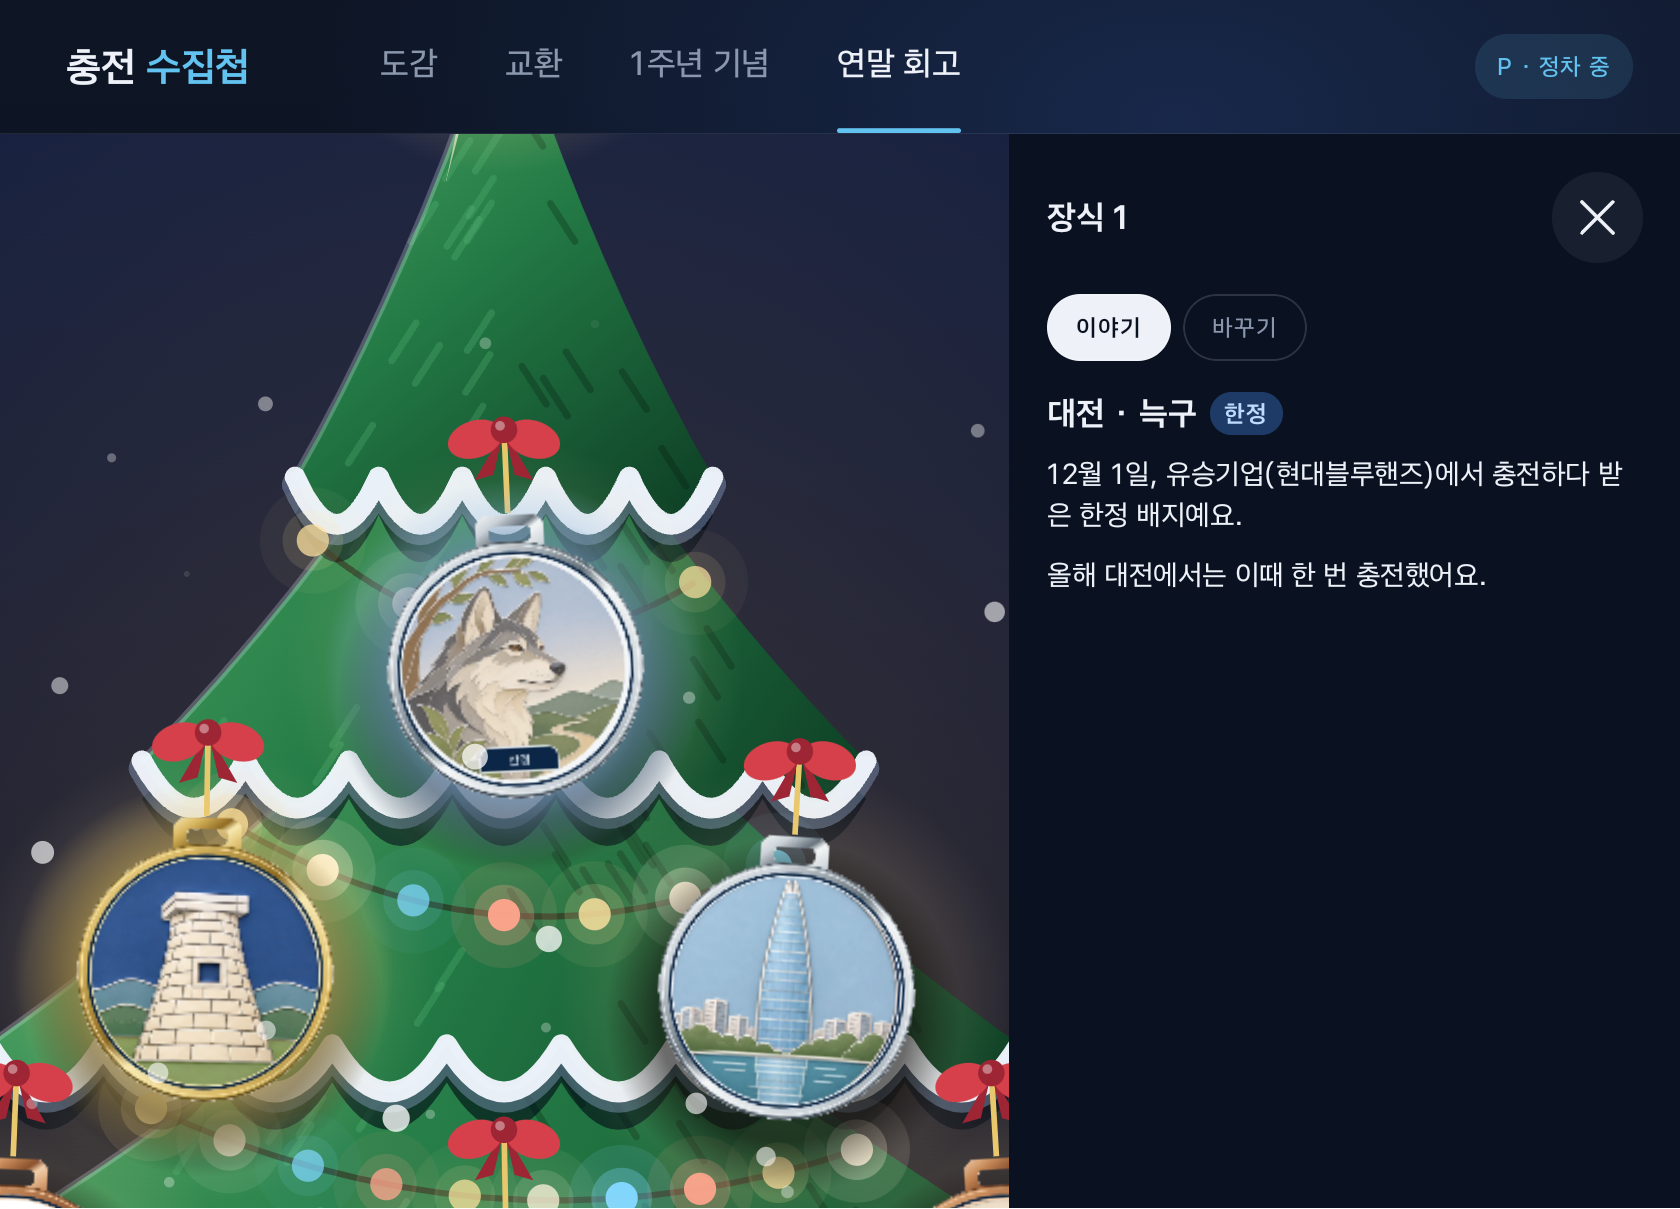 충전 수집첩
도감
교환
1주년 기념
연말 회고
P · 정차 중
장식 1
이야기
바꾸기
대전 · 늑구
한정
12월 1일, 유승기업(현대블루핸즈)에서 충전하다 받
은 한정 배지예요.
올해 대전에서는 이때 한 번 충전했어요.